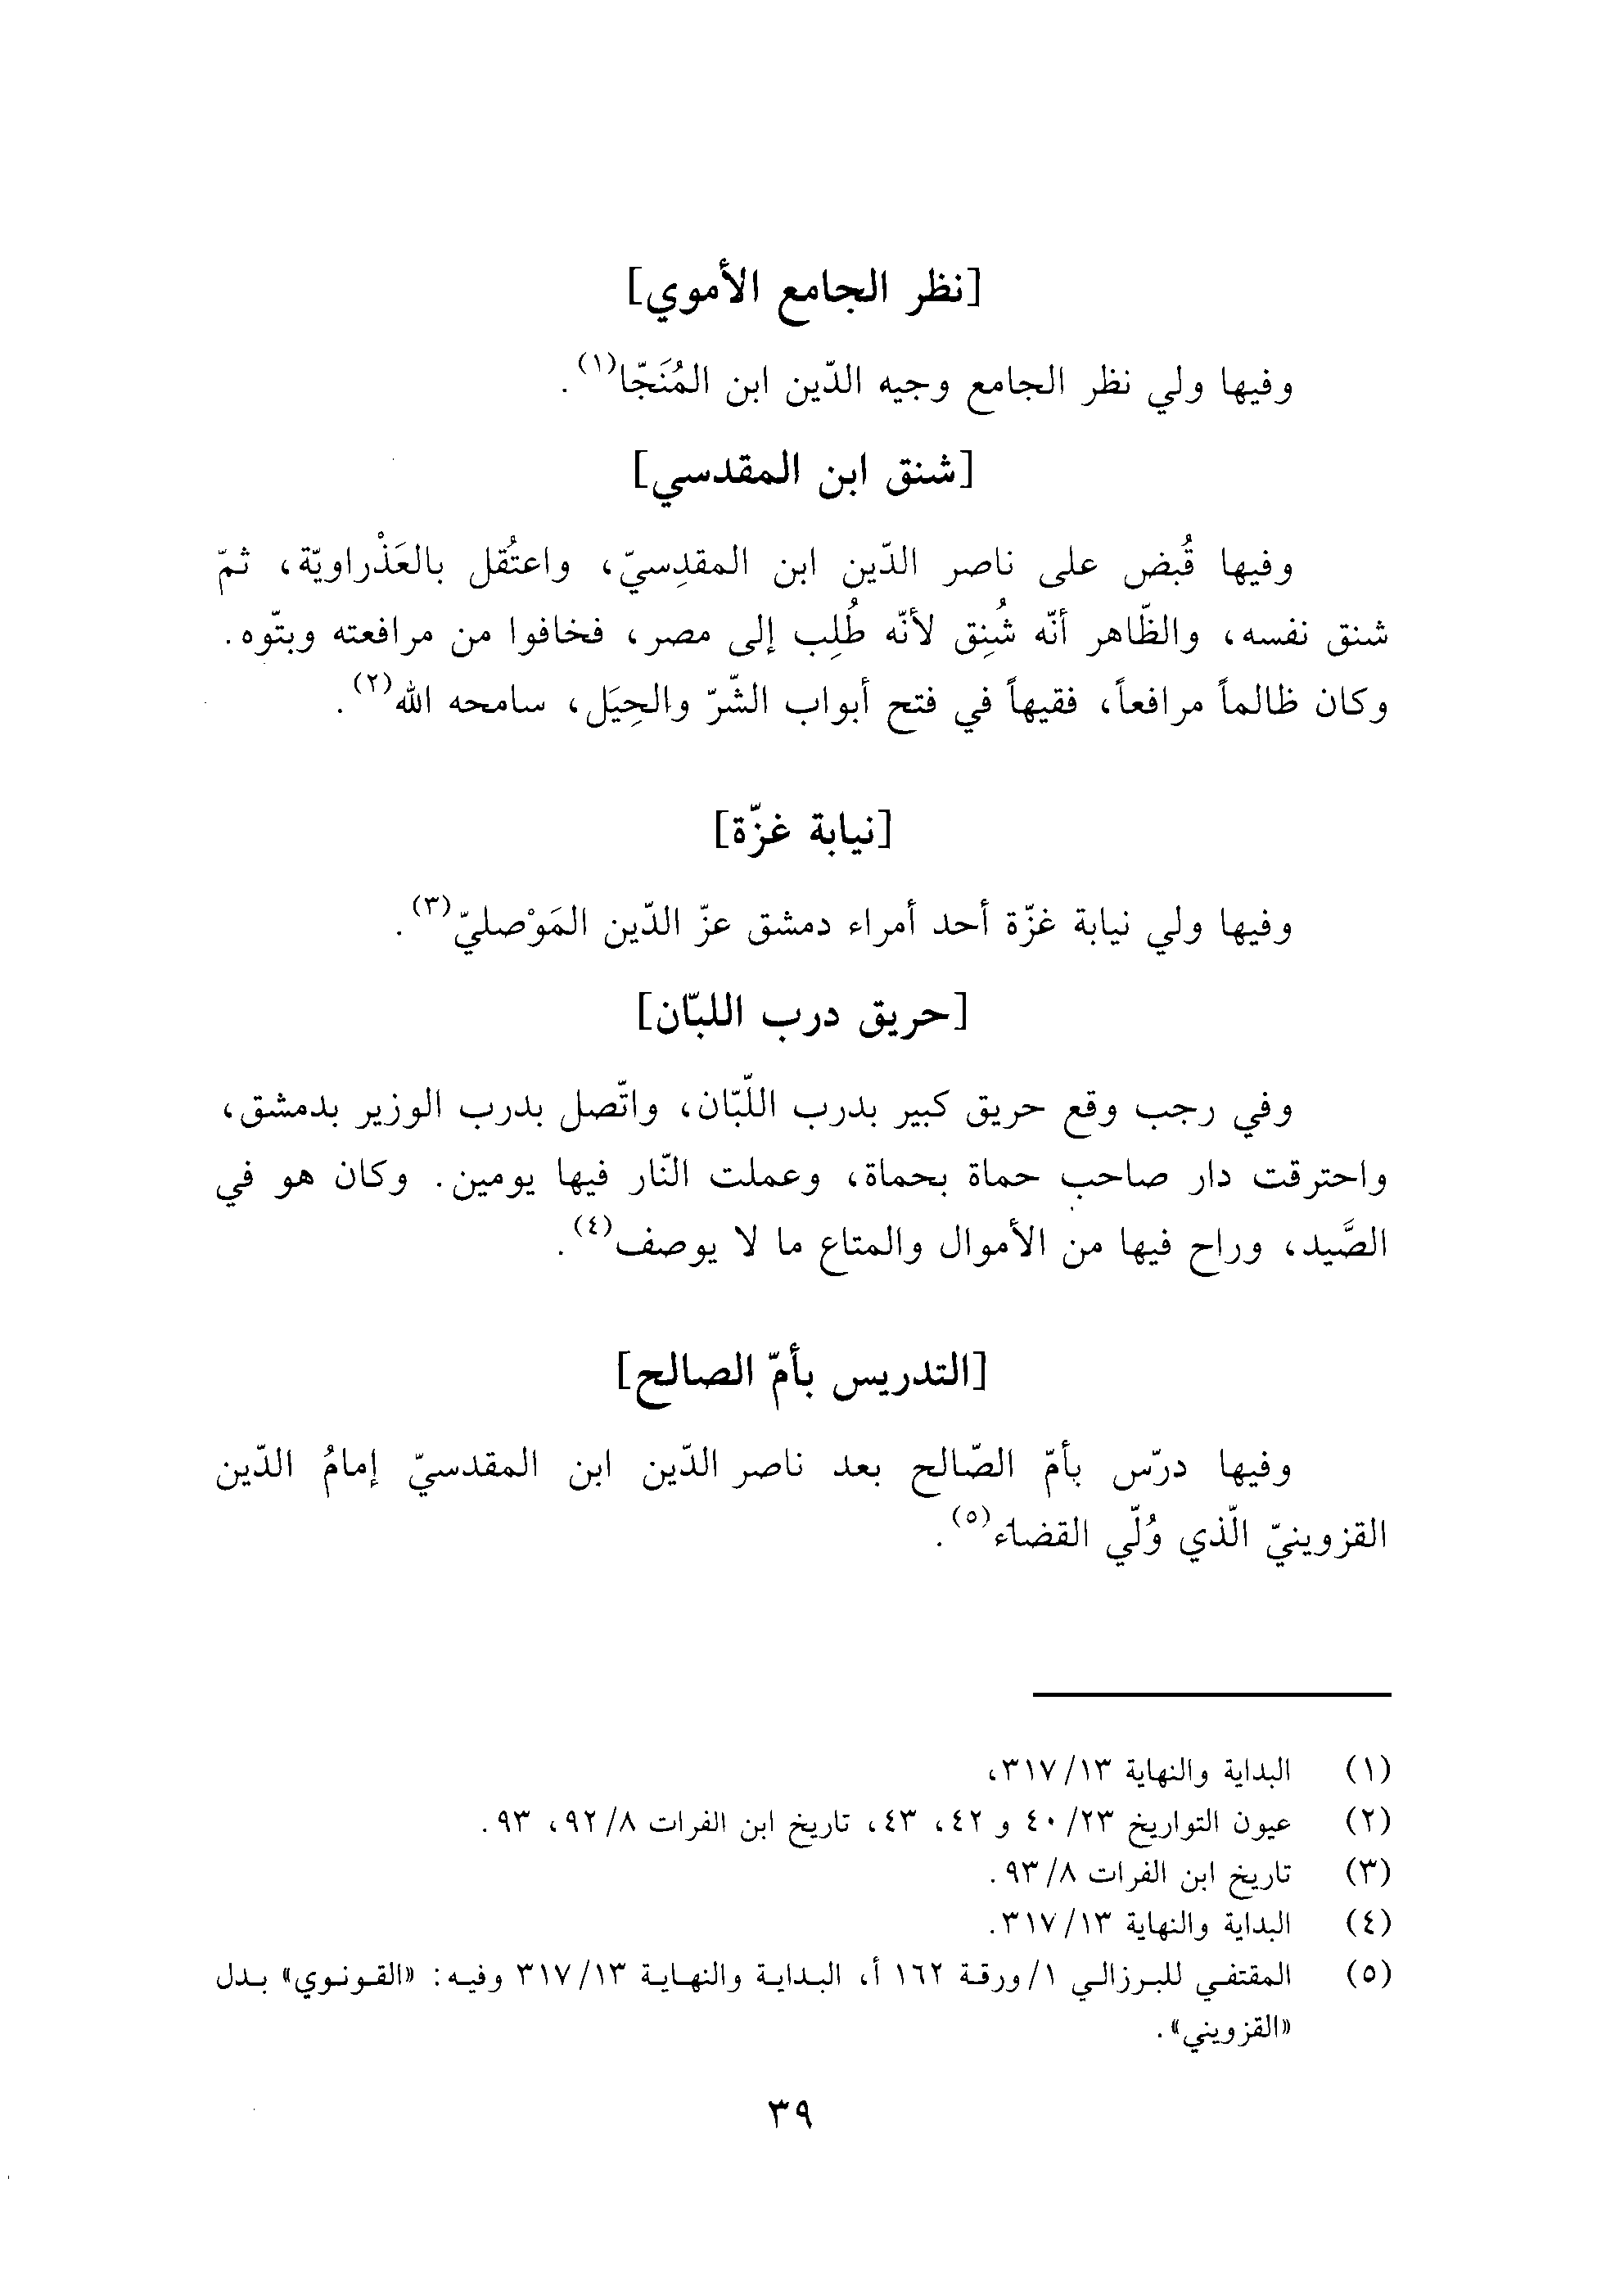 [نظر الجامع الأموي]
وفيها ولي نظر الجامع وجيه الدّين ابن المُنَجّا(١).
[شنق ابن المقدسي]
وفيها قُبض على ناصر الدّين ابن المقدِسيّ، واعتُقل بالعَذْراويّة، ثمّ
شنق نفسه، والظّاهر أنّه شُنِق لأنّه طُلِب إلى مصر، فخافوا من مرافعته وبتّوه.
وكان ظالماً مرافعاً، فقيهاً في فتح أبواب الشّرّ والحِيَل، سامحه الله(٢).
[نيابة غزّة]
وفيها ولي نيابة غزّة أحد أمراء دمشق عزّ الدّين المَوْصليّ(٣).
[حريق درب اللبّان]
وفي رجب وقع حريق كبير بدرب اللّبّان، واتّصل بدرب الوزير بدمشق،
واحترقت دار صاحب حماة بحماة، وعملت النّار فيها يومين. وكان هو في
الصَّيد، وراح فيها من الأموال والمتاع ما لا يوصف(٤).
[التدريس بأمّ الصالح]
وفيها درّس بأمّ الصّالح بعد ناصر الدّين ابن المقدسيّ إمامُ الدّين
القزوينيّ الّذي وُلّي القضاء(٥).
(١) البداية والنهاية ٣١٧/١٣،
(٢) عيون التواريخ ٤٠/٢٣ و ٤٢، ٤٣، تاريخ ابن الفرات ٩٢/٨، ٩٣.
(٣) تاريخ ابن الفرات ٩٣/٨.
(٤) البداية والنهاية ٣١٧/١٣.
(٥) المقتفي للبرزالي ١/ورقة ١٦٢ أ، البداية والنهاية ٣١٧/١٣ وفيه: «القونوي» بدل
«القزويني».
٣٩